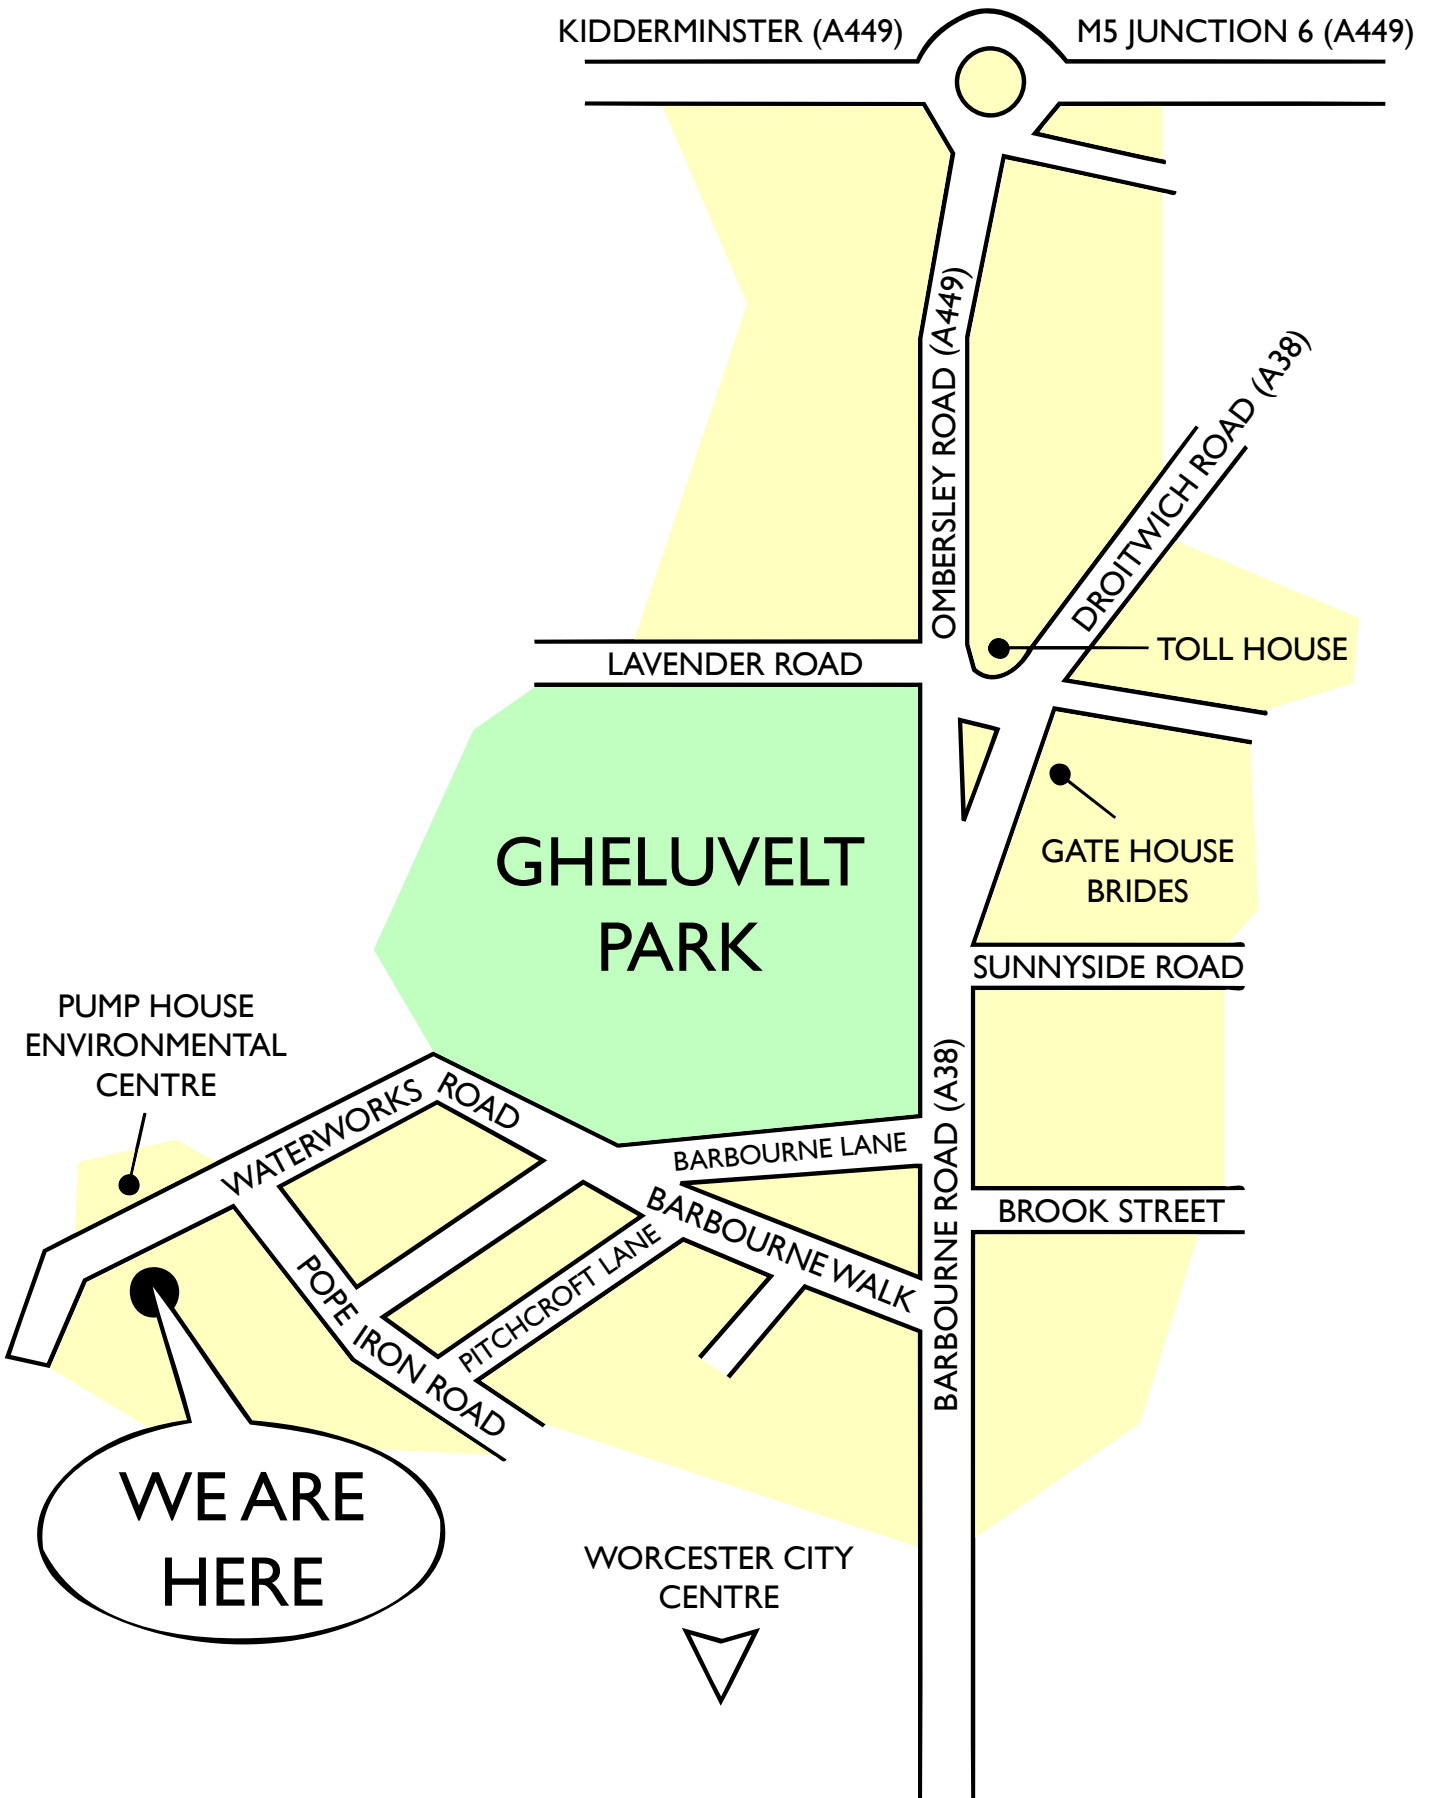 KIDDERMINSTER (A449)
M5 JUNCTION 6 (A449)
OMBERSLEY ROAD (A449)
DROITWICH ROAD (A38)
TOLL HOUSE
LAVENDER ROAD
GHELUVELT
PARK
GATE HOUSE
BRIDES
SUNNYSIDE ROAD
PUMP HOUSE
ENVIRONMENTAL
CENTRE
WATERWORKS ROAD
BARBOURNE LANE
BARBOURNE ROAD (A38)
BROOK STREET
BARBOURNE WALK
PITCHCROFT LANE
POPE IRON ROAD
WE ARE
HERE
WORCESTER CITY
CENTRE